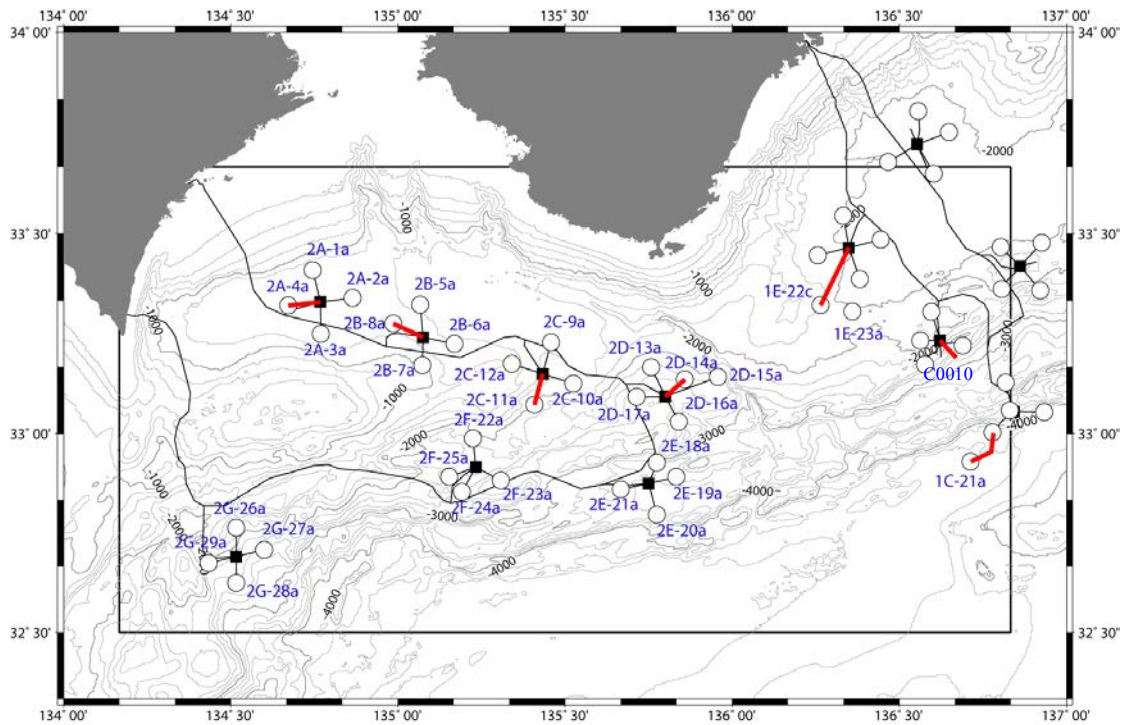 134° 00' 134° 30' 135° 00' 135° 30' 136° 00' 136° 30' 137° 00'
34° 00' 34° 00'
-2000
-1000
33° 30' 33° 30'
2A-1a
2A-4a 2A-2a 2B-5a -1000 1E-22c
-1000
2B-8a 2B-6a 2C-9a 1E-23a
-2000 -3000
2A-3a 2D-13a 2D-14a -2000
2B-7a 2C-12a 2D-15a C0010
-1000 2C-11a 2C-10a 2D-16a
2D-17a
2F-22a -4000
33° 00' 33° 00'
-2000 2E-18a -3000
2F-25a
-1000 2F-23a 2E-19a 1C-21a
2F-24a 2E-21a -4000
2G-26a -3000
-2000 2G-27a 2E-20a
2G-29a
-4000
2G-28a
-4000
32° 30' 32° 30'
134° 00' 134° 30' 135° 00' 135° 30' 136° 00' 136° 30' 137° 00'